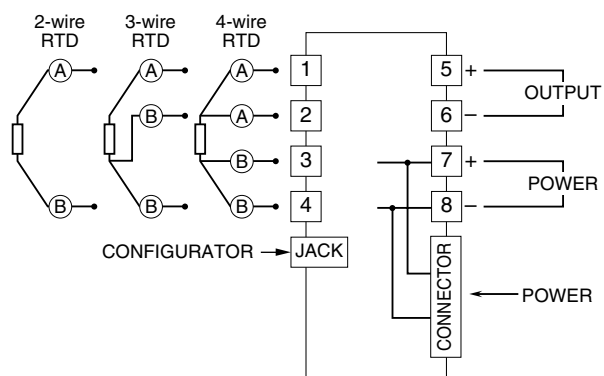 2-wire RTD
3-wire RTD
4-wire RTD
A A A 1 5 +
OUTPUT
B A 2 6 –
B 3 7 +
POWER
B B B 4 8 –
CONFIGURATOR JACK
CONNECTOR
POWER